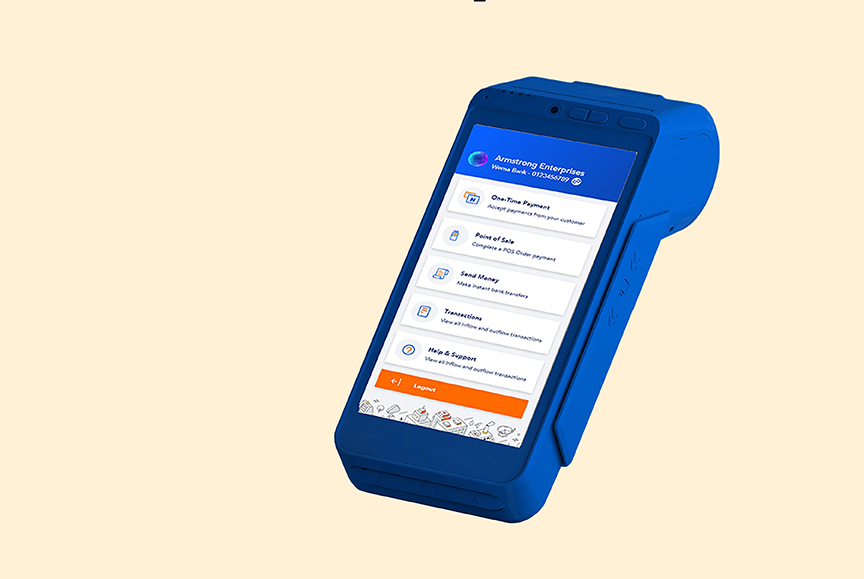 Armstrong Enterprises
Wema Bank - 0123456789
One-Time Payment
Accept payments from your customer
Point of Sale
Complete a POS Order payment
Send Money
Make instant bank transfers
Transactions
View all inflow and outflow transactions
Help & Support
View all inflow and outflow transactions
Logout